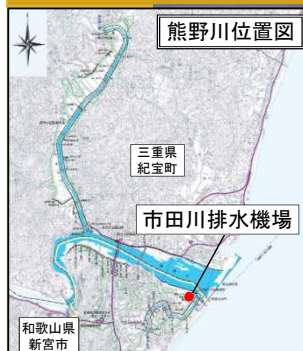 熊野川位置図
三重県
紀宝町
市田川排水機場
和歌山県
新宮市